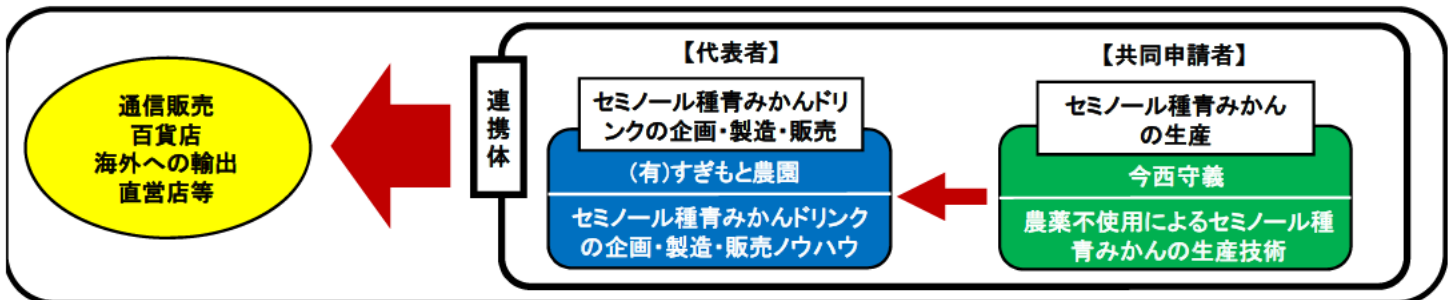 通信販売
百貨店
海外への輸出
直営店等
連携体
【代表者】
セミノール種青みかんドリ
ンクの企画・製造・販売
(有)すぎもと農園
セミノール種青みかんドリンク
の企画・製造・販売ノウハウ
【共同申請者】
セミノール種青みかん
の生産
今西守義
農薬不使用によるセミノール種
青みかんの生産技術